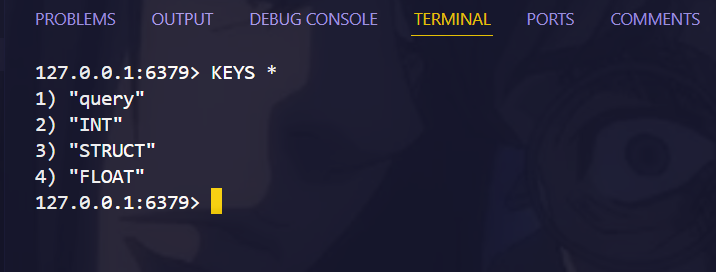 PROBLEMS OUTPUT DEBUG CONSOLE TERMINAL PORTS COMMENTS
127.0.0.1:6379> KEYS *
1) "query"
2) "INT"
3) "STRUCT"
4) "FLOAT"
127.0.0.1:6379>